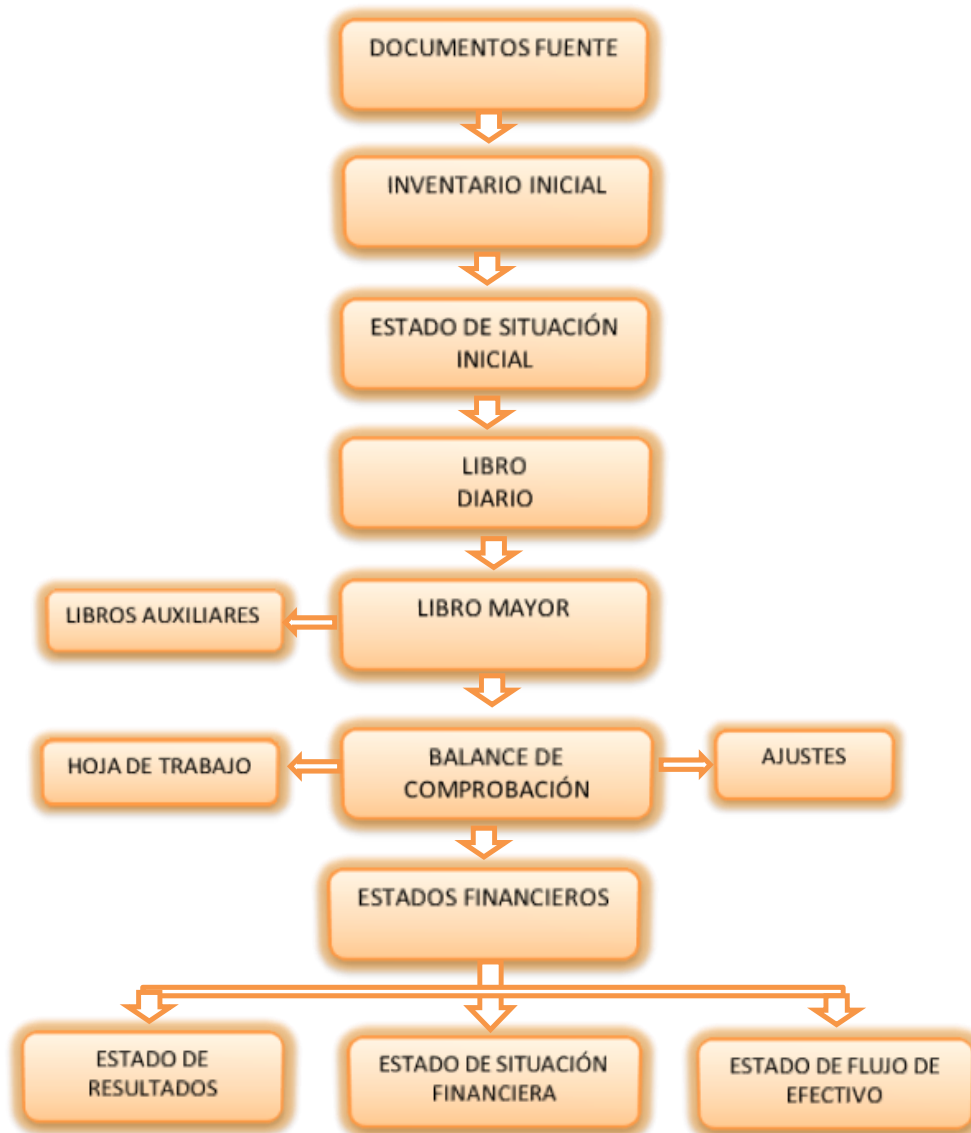 DOCUMENTOS FUENTE
INVENTARIO INICIAL
ESTADO DE SITUACIÓN
INICIAL
LIBRO
DIARIO
LIBROS AUXILIARES
LIBRO MAYOR
HOJA DE TRABAJO
BALANCE DE
COMPROBACIÓN
AJUSTES
ESTADOS FINANCIEROS
ESTADO DE
RESULTADOS
ESTADO DE SITUACIÓN
FINANCIERA
ESTADO DE FLUJO DE
EFECTIVO